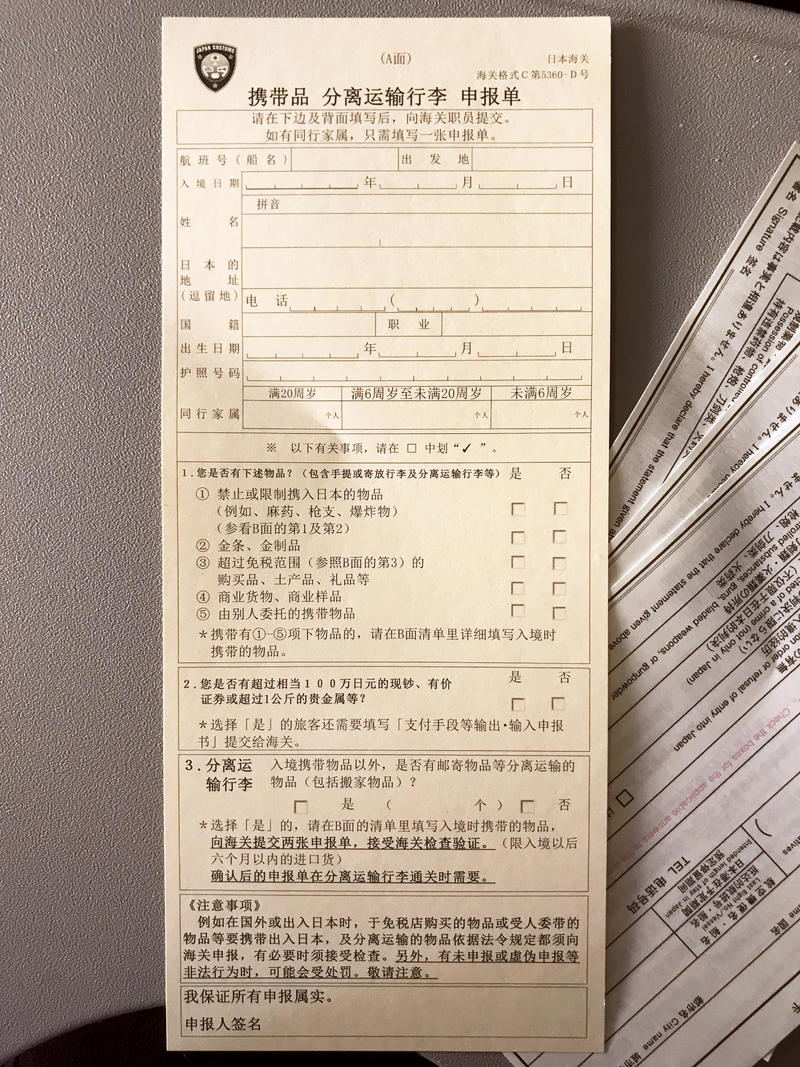 JAPAN CUSTOMS
(A面)
日本海关
海关格式C第5360-D号
携带品 分离运输行李 申报单
请在下边及背面填写后，向海关职员提交。
如有同行家属，只需填写一张申报单。
航班号(船名) 出发地
入境日期 年 月 日
拼音
姓名
日本的
地址
(逗留地) 电话 ( )
国籍 职业
出生日期 年 月 日
护照号码
满20周岁 满6周岁至未满20周岁 未满6周岁
同行家属 个人 个人 个人
※ 以下有关事项，请在 □ 中划“✓”。
1.您是否有下述物品？（包含手提或寄放行李及分离运输行李等） 是 否
① 禁止或限制携入日本的物品
（例如、麻药、枪支、爆炸物）
（参看B面的第1及第2）
② 金条、金制品
③ 超过免税范围（参照B面的第3）的
购买品、土产品、礼品等
④ 商业货物、商业样品
⑤ 由别人委托的携带物品
＊携带有①-⑤项下物品的，请在B面清单里详细填写入境时
携带的物品。
2.您是否有超过相当１００万日元的现钞、有价 是 否
证券或超过1公斤的贵金属等？
＊选择「是」的旅客还需要填写「支付手段等输出·输入申报
书」提交给海关。
3.分离运 入境携带物品以外，是否有邮寄物品等分离运输的
输行李 物品（包括搬家物品）？
□ 是（ 个） □ 否
＊选择「是」的，请在B面的清单里填写入境时携带的物品，
向海关提交两张申报单，接受海关检查验证。（限入境以后
六个月以内的进口货）
确认后的申报单在分离运输行李通关时需要。
《注意事项》
例如在国外或出入日本时，于免税店购买的物品或受人委带的
物品等要携带出入日本，及分离运输的物品依据法令规定都须向
海关申报，有必要时须接受检查。另外，有未申报或虚伪申报等
非法行为时，可能会受处罚。敬请注意。
我保证所有申报属实。
申报人签名
Signature 签名
I hereby declare that the statement given above
I hereby declare that the statement given above
controlled substances, guns, bladed weapons, or gunpowder
refusal of entry into Japan
Check the boxes for the applicable answers
TEL 电话号码
City name